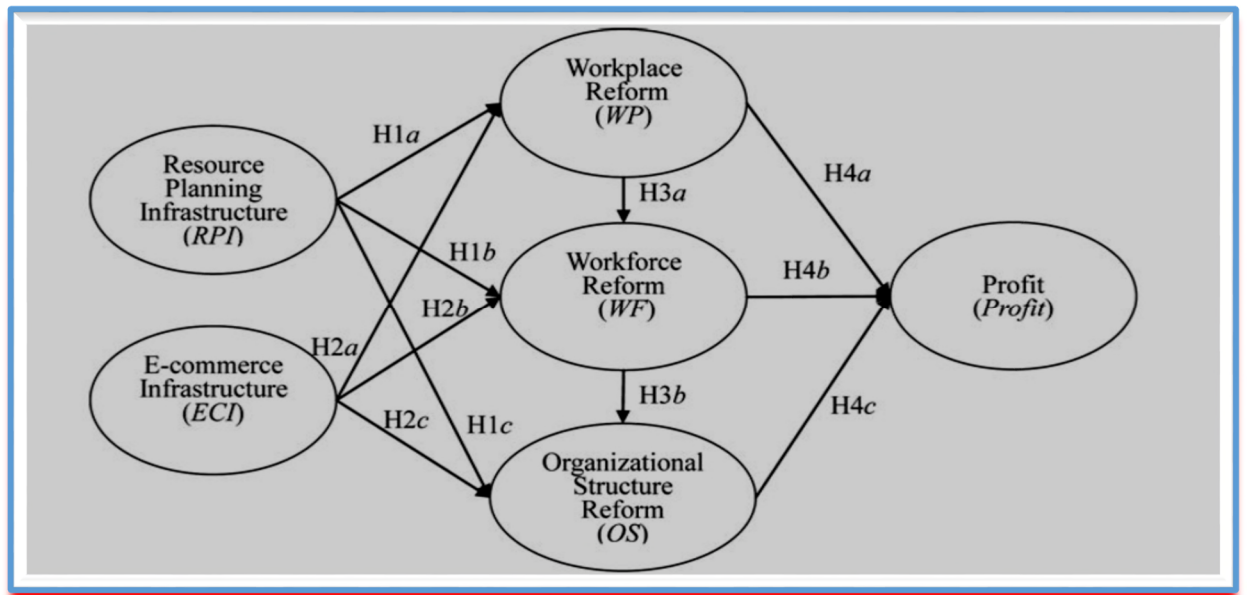 Workplace
Reform
(WP)
H1a
Resource
Planning
Infrastructure
(RPI)
H3a
H4a
H1b
Workforce
Reform
(WF)
H4b
Profit
(Profit)
H2b
H2a
E-commerce
Infrastructure
(ECI)
H3b
H2c
H1c
H4c
Organizational
Structure
Reform
(OS)